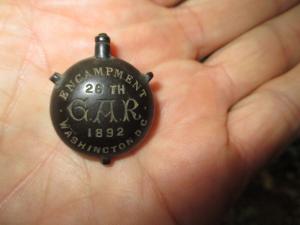 ENCAMPMENT
26 TH
G.A.R.
1892
WASHINGTON D.C.